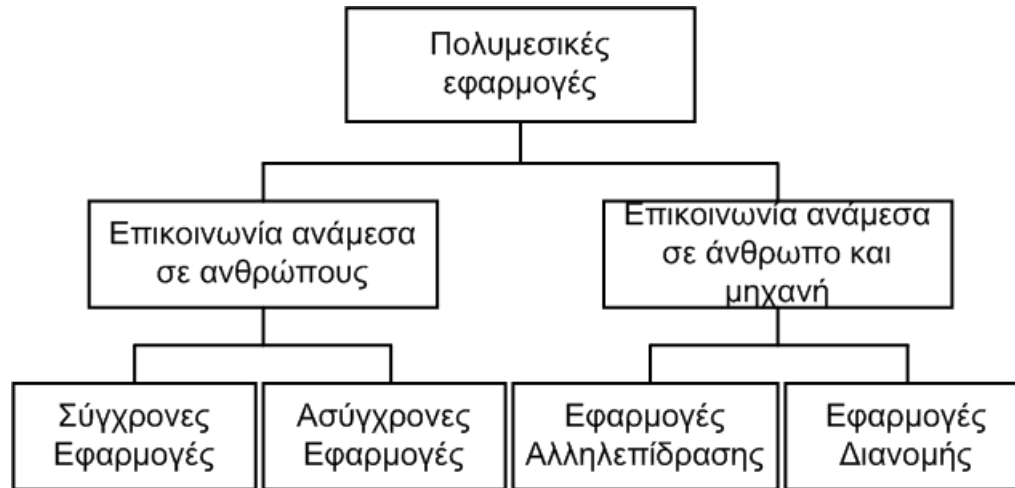 Πολυμεσικές
εφαρμογές
Επικοινωνία ανάμεσα
σε ανθρώπους
Επικοινωνία ανάμεσα
σε άνθρωπο και
μηχανή
Σύγχρονες
Εφαρμογές
Ασύγχρονες
Εφαρμογές
Εφαρμογές
Αλληλεπίδρασης
Εφαρμογές
Διανομής